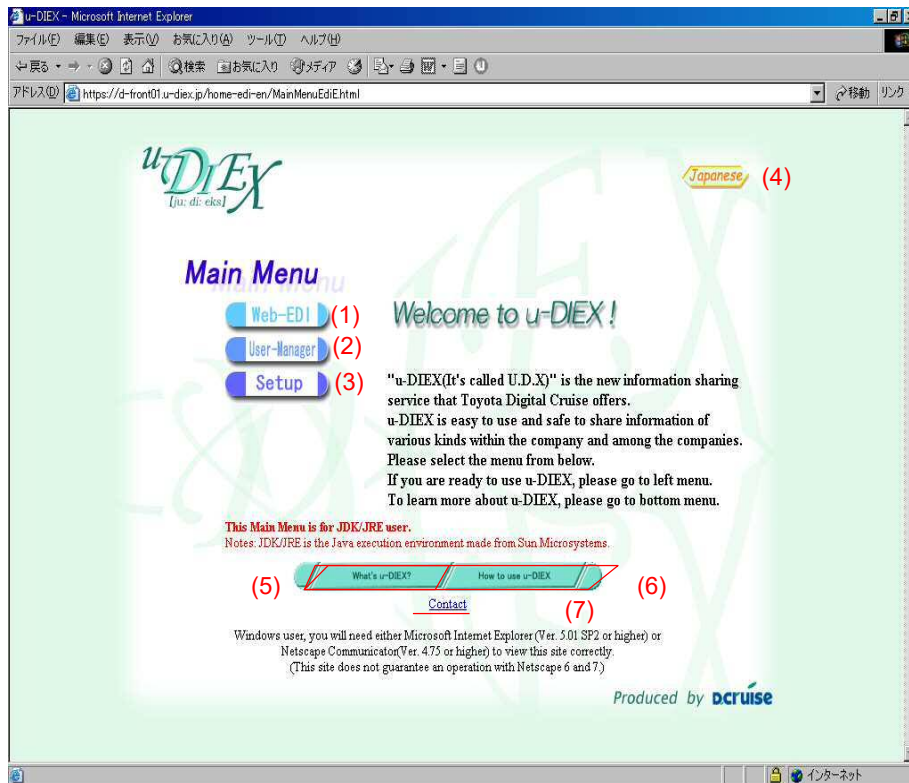 u-DIEX - Microsoft Internet Explorer
ファイル(F) 編集(E) 表示(V) お気に入り(A) ツール(T) ヘルプ(H)
戻る 検索 お気に入り メディア
アドレス(D) https://d-front01.u-diex.jp/home-edi-en/MainMenuEdiE.html 移動 リンク
u-DIEX
[ju: di: eks]
Japanese (4)
Main Menu
Web-EDI (1)
User-Manager (2)
Setup (3)
Welcome to u-DIEX !
"u-DIEX(It's called U.D.X)" is the new information sharing
service that Toyota Digital Cruise offers.
u-DIEX is easy to use and safe to share information of
various kinds within the company and among the companies.
Please select the menu from below.
If you are ready to use u-DIEX, please go to left menu.
To learn more about u-DIEX, please go to bottom menu.
This Main Menu is for JDK/JRE user.
Notes: JDK/JRE is the Java execution environment made from Sun Microsystems.
(5) What's u-DIEX? How to use u-DIEX (6)
Contact (7)
Windows user, you will need either Microsoft Internet Explorer (Ver. 5.01 SP2 or higher) or
Netscape Communicator(Ver. 4.75 or higher) to view this site correctly.
(This site does not guarantee an operation with Netscape 6 and 7.)
Produced by D.CRUISE
インターネット